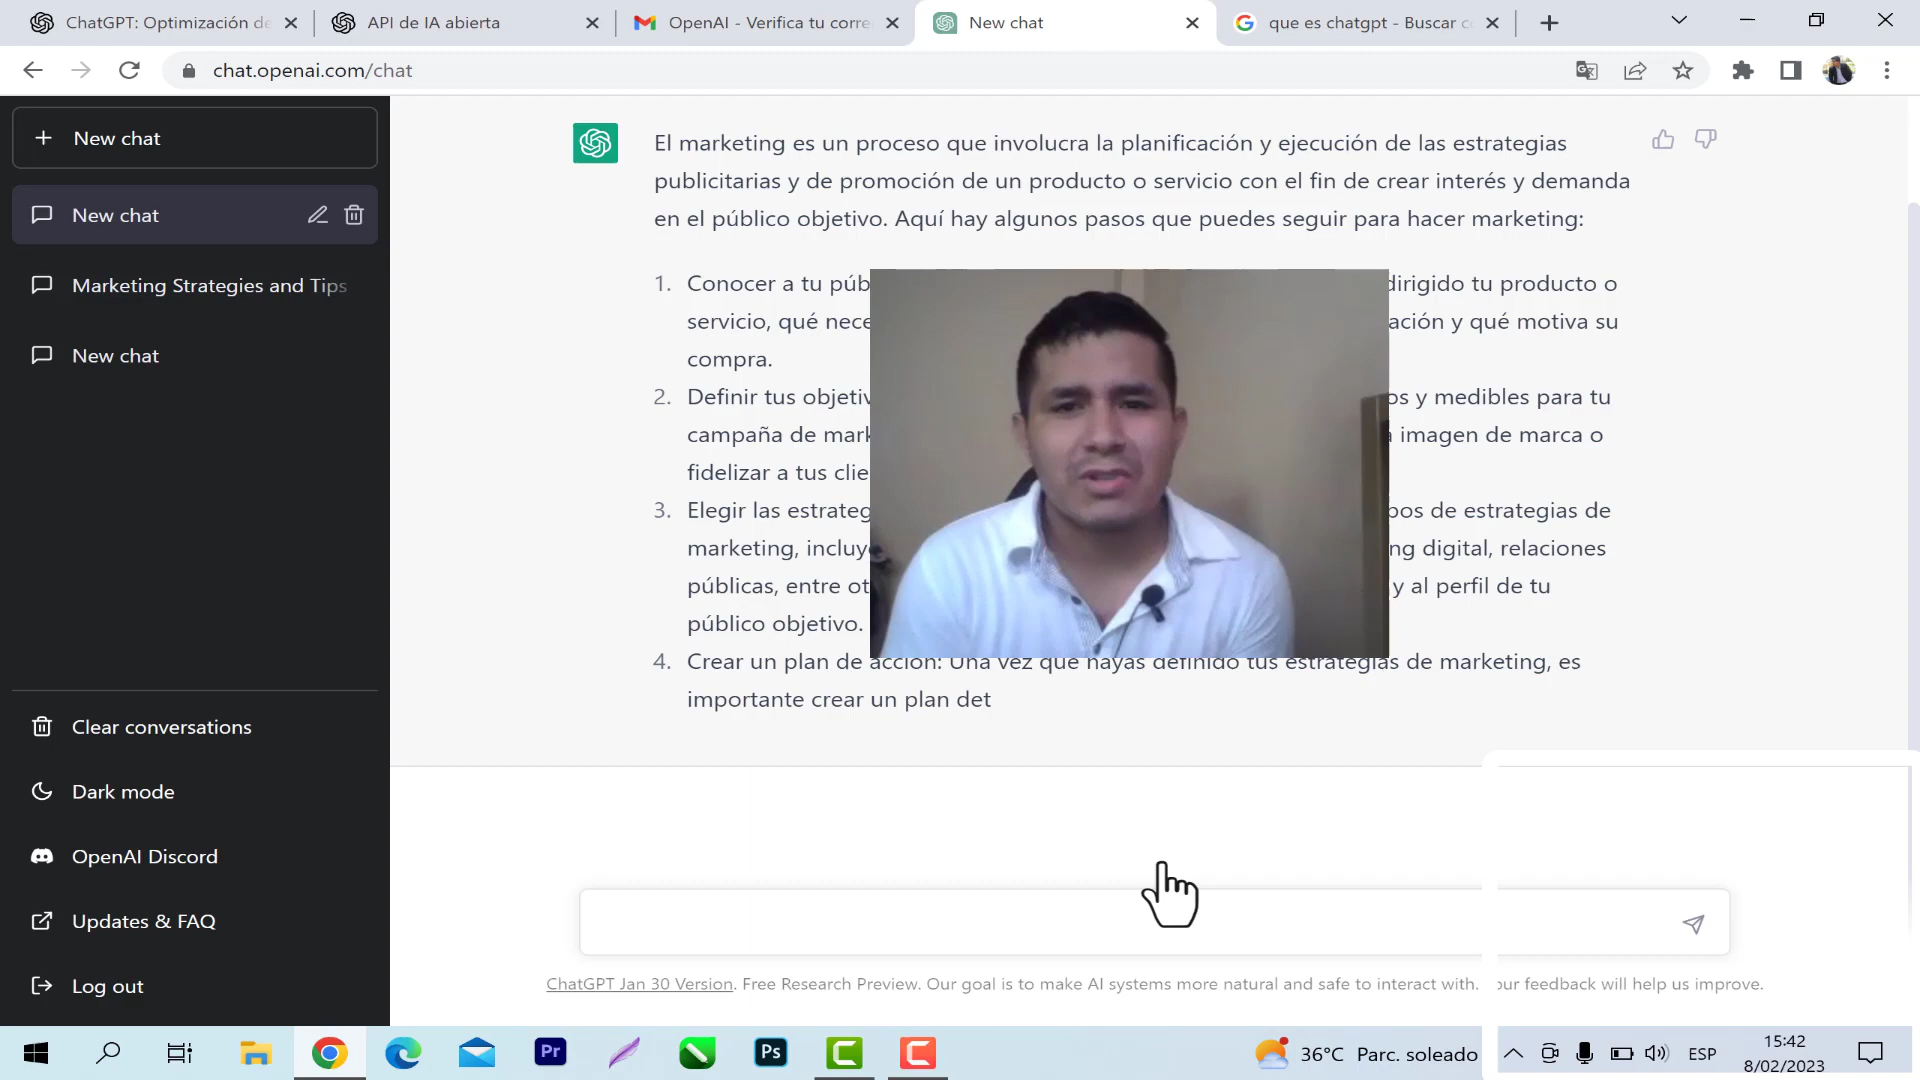 ChatGPT: Optimización de
API de IA abierta
OpenAI - Verifica tu corre
New chat
que es chatgpt - Buscar c
chat.openai.com/chat
New chat
New chat
Marketing Strategies and Tips
New chat
El marketing es un proceso que involucra la planificación y ejecución de las estrategias
publicitarias y de promoción de un producto o servicio con el fin de crear interés y demanda
en el público objetivo. Aquí hay algunos pasos que puedes seguir para hacer marketing:
1. Conocer a tu púb dirigido tu producto o
servicio, qué nece ación y qué motiva su
compra.
2. Definir tus objetiv os y medibles para tu
campaña de mark a imagen de marca o
fidelizar a tus clie
3. Elegir las estrateg pos de estrategias de
marketing, incluye ng digital, relaciones
públicas, entre ot y al perfil de tu
público objetivo.
4. Crear un plan de acción: Una vez que hayas definido tus estrategias de marketing, es
importante crear un plan det
Clear conversations
Dark mode
OpenAI Discord
Updates & FAQ
Log out
ChatGPT Jan 30 Version. Free Research Preview. Our goal is to make AI systems more natural and safe to interact with. our feedback will help us improve.
Pr
Ps
36°C Parc. soleado
ESP
15:42
8/02/2023